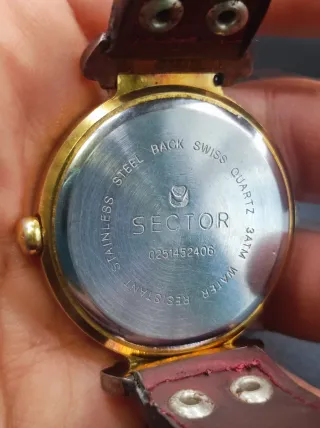 STAINLESS STEEL BACK SWISS QUARTZ 3ATM WATER RESISTANT
SECTOR
0251452406